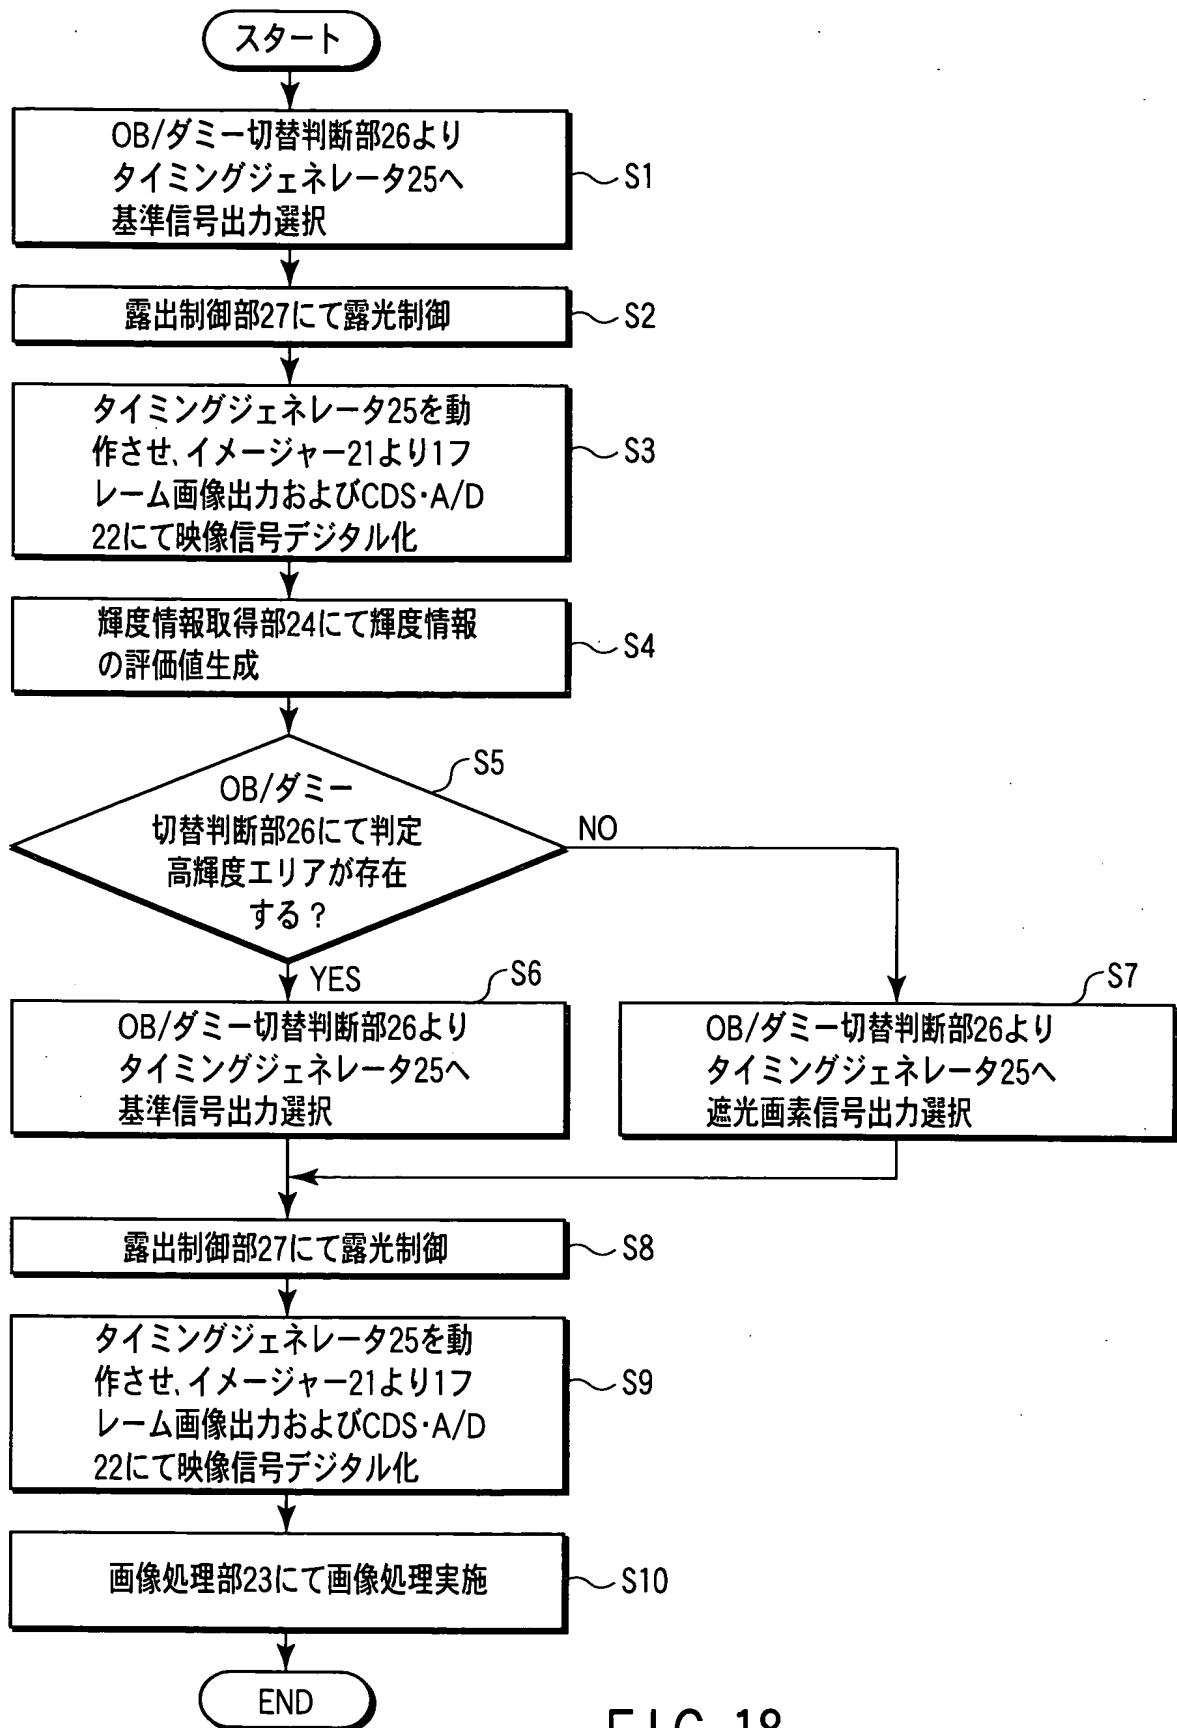 スタート
OB/ダミー切替判断部26より
タイミングジェネレータ25へ
基準信号出力選択
S1
露出制御部27にて露光制御
S2
タイミングジェネレータ25を動
作させ、イメージャー21より1フ
レーム画像出力およびCDS・A/D
22にて映像信号デジタル化
S3
輝度情報取得部24にて輝度情報
の評価値生成
S4
OB/ダミー
切替判断部26にて判定
高輝度エリアが存在
する？
S5
NO
YES
OB/ダミー切替判断部26より
タイミングジェネレータ25へ
基準信号出力選択
S6
OB/ダミー切替判断部26より
タイミングジェネレータ25へ
遮光画素信号出力選択
S7
露出制御部27にて露光制御
S8
タイミングジェネレータ25を動
作させ、イメージャー21より1フ
レーム画像出力およびCDS・A/D
22にて映像信号デジタル化
S9
画像処理部23にて画像処理実施
S10
END
FIG. 18